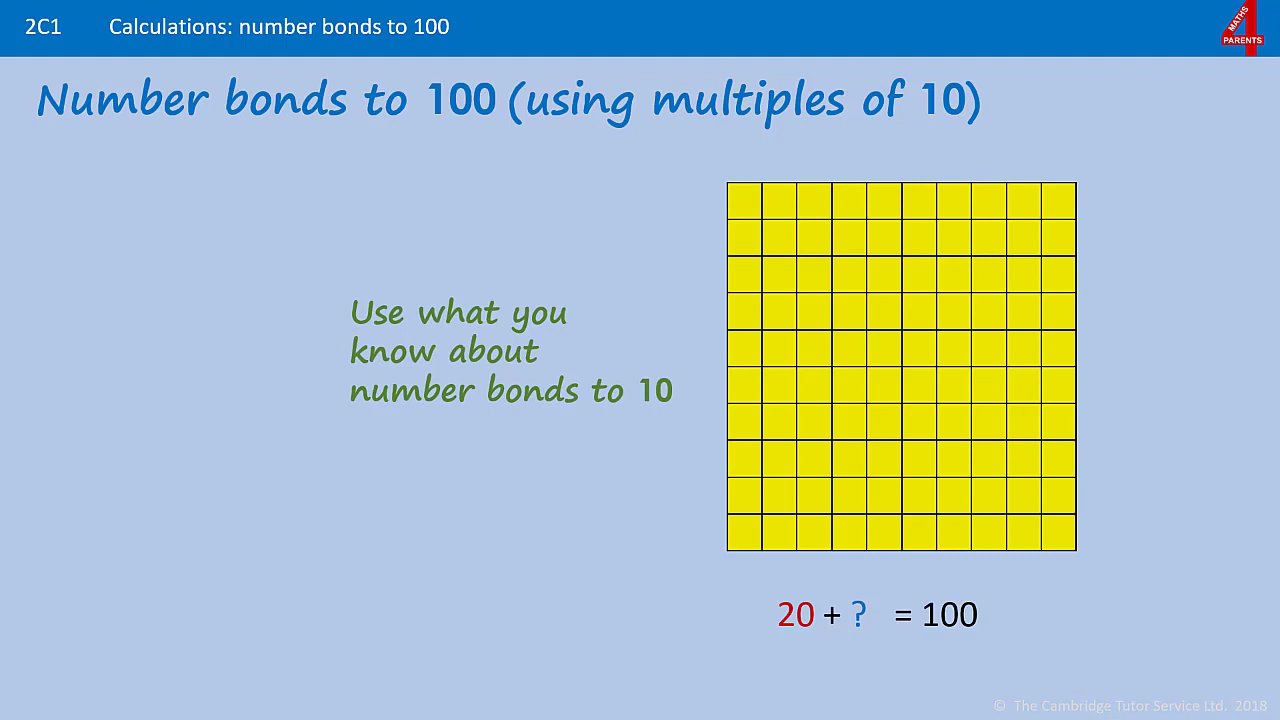 2C1 Calculations: number bonds to 100
MATHS
4
PARENTS
Number bonds to 100 (using multiples of 10)
Use what you
know about
number bonds to 10
20 + ? = 100
© The Cambridge Tutor Service Ltd. 2018